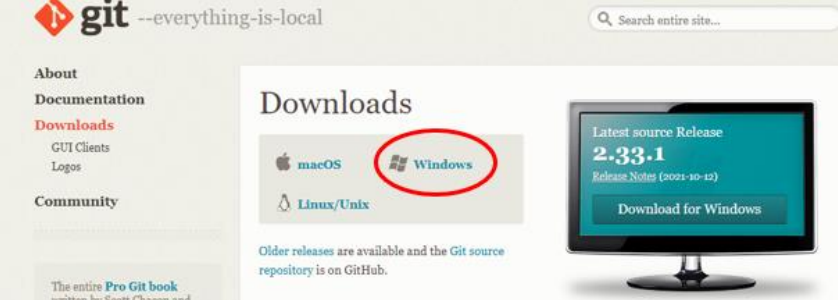 git --everything-is-local
Search entire site...
About
Documentation
Downloads
GUI Clients
Logos
Community
The entire Pro Git book
written by Scott Chacon and
Downloads
macOS
Windows
Linux/Unix
Older releases are available and the Git source
repository is on GitHub.
Latest source Release
2.33.1
Release Notes (2021-10-12)
Download for Windows